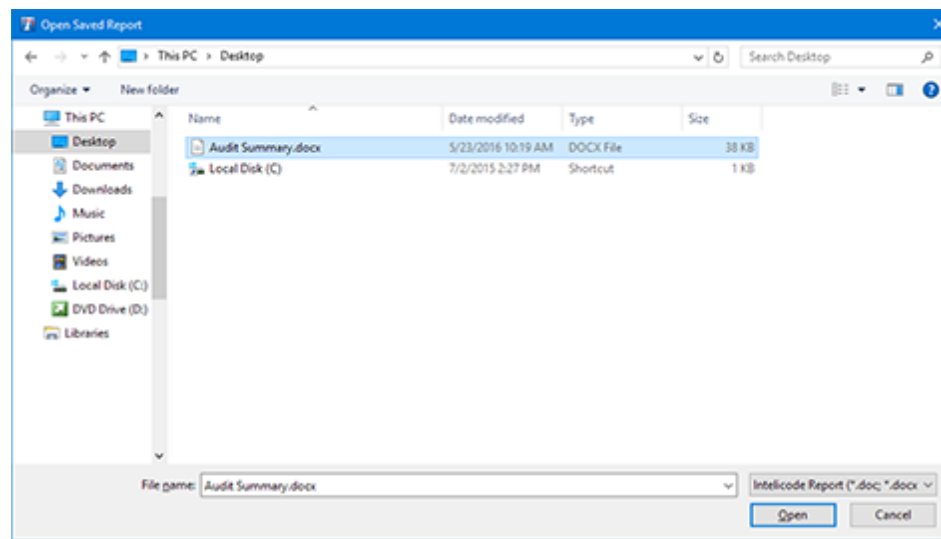 Open Saved Report
This PC > Desktop
Search Desktop
Organize
New folder
Name
Date modified
Type
Size
Audit Summary.docx
5/23/2016 10:19 AM
DOCX File
38 KB
Local Disk (C)
7/2/2015 2:27 PM
Shortcut
1 KB
This PC
Desktop
Documents
Downloads
Music
Pictures
Videos
Local Disk (C:)
DVD Drive (D:)
Libraries
File name:
Audit Summary.docx
Intelicode Report (*.doc; *.docx
Open
Cancel